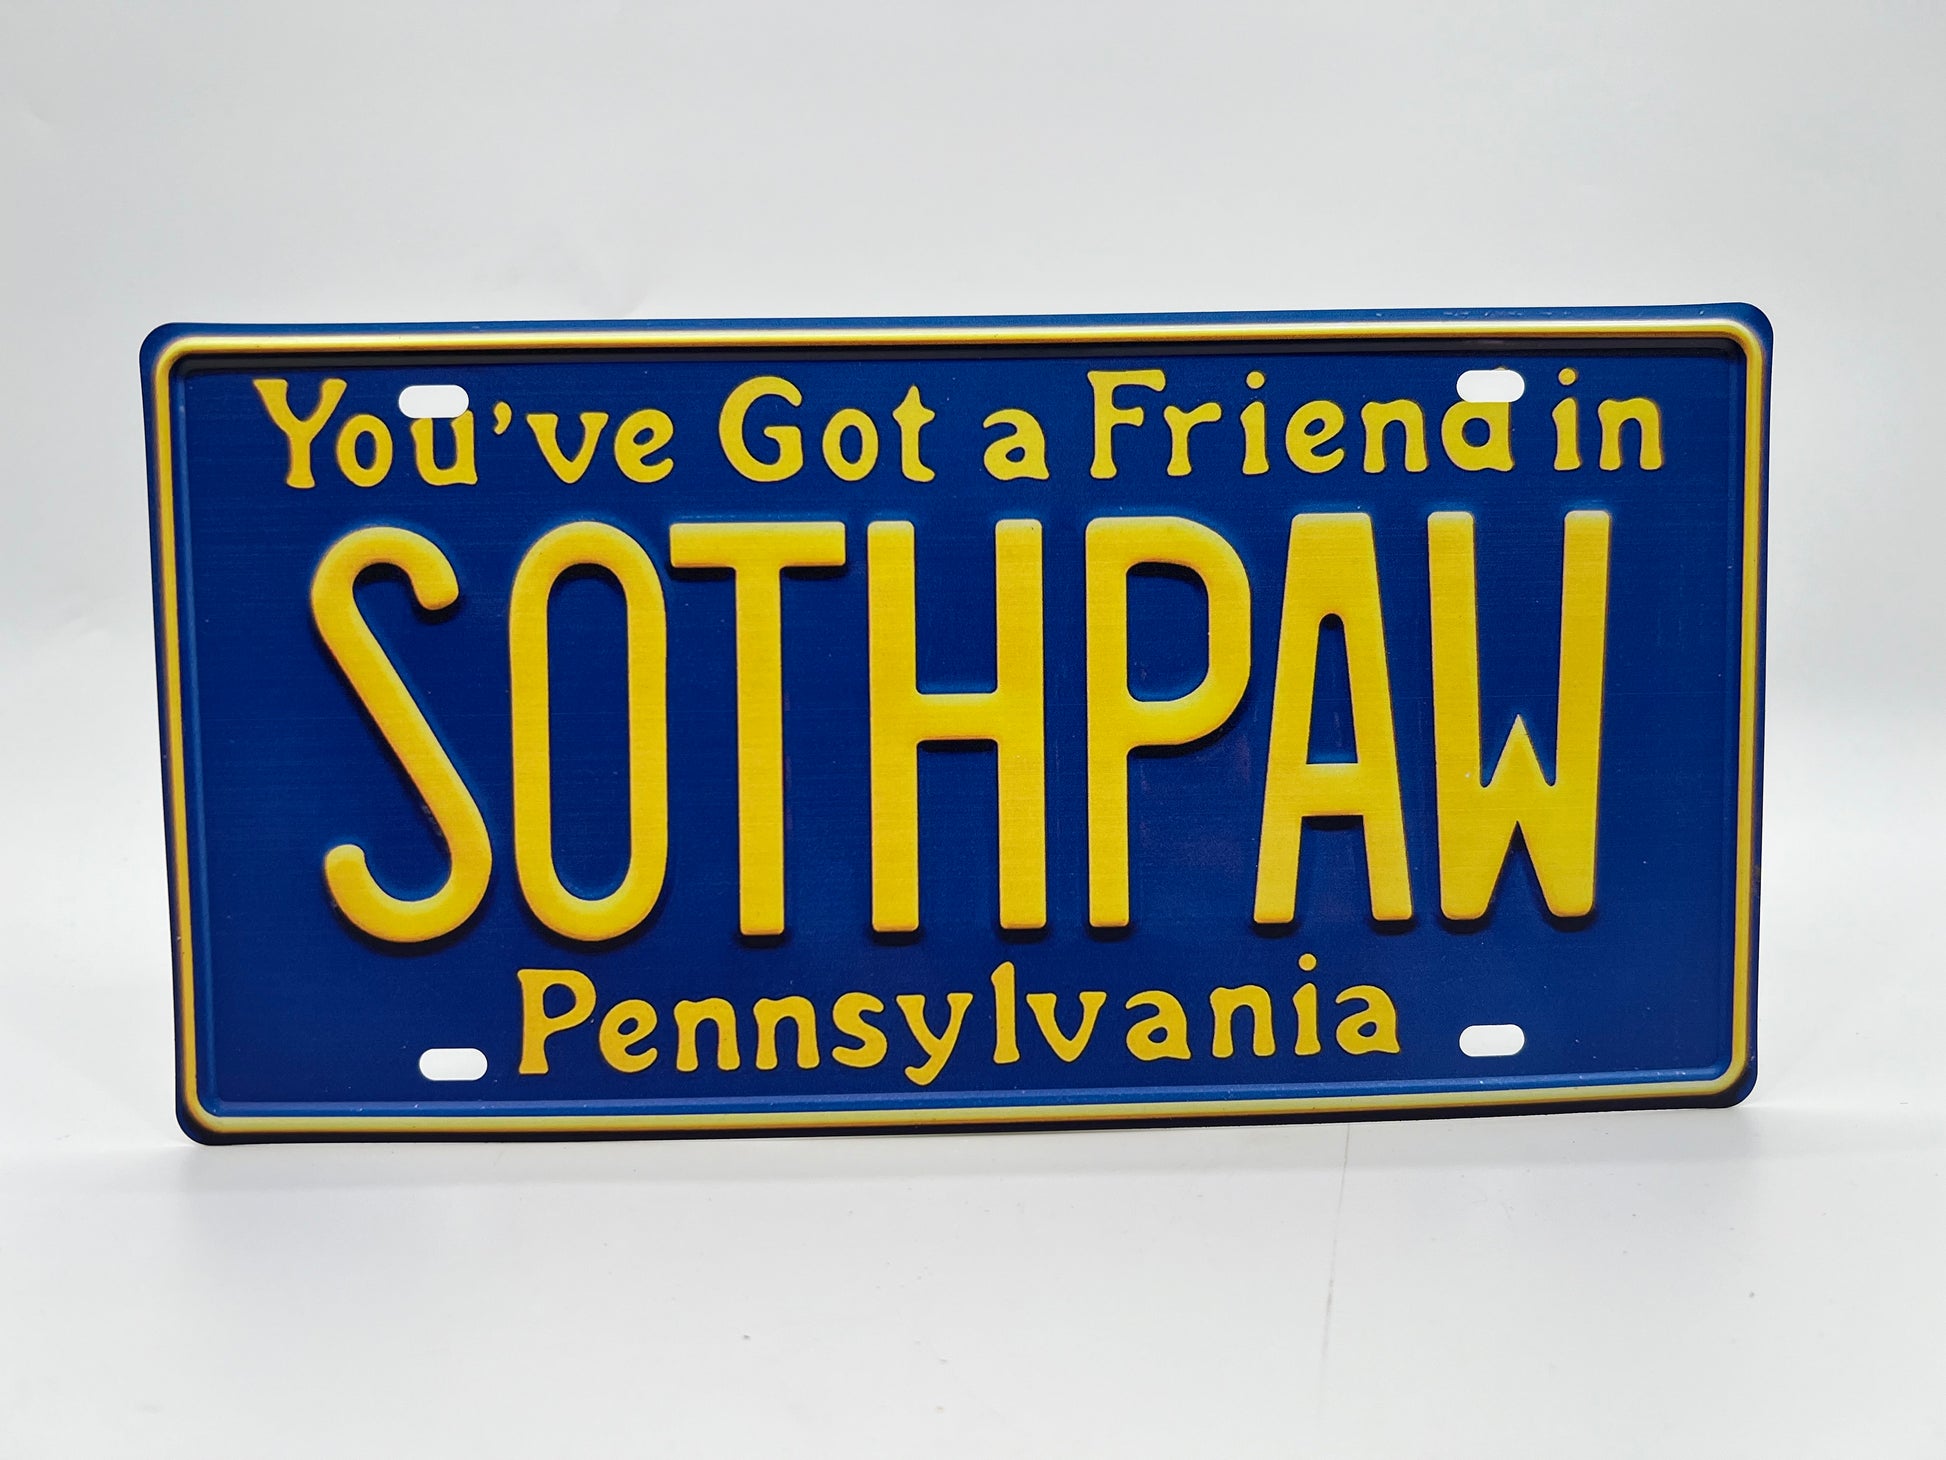 You've Got a Friend in
SOTHPAW
Pennsylvania